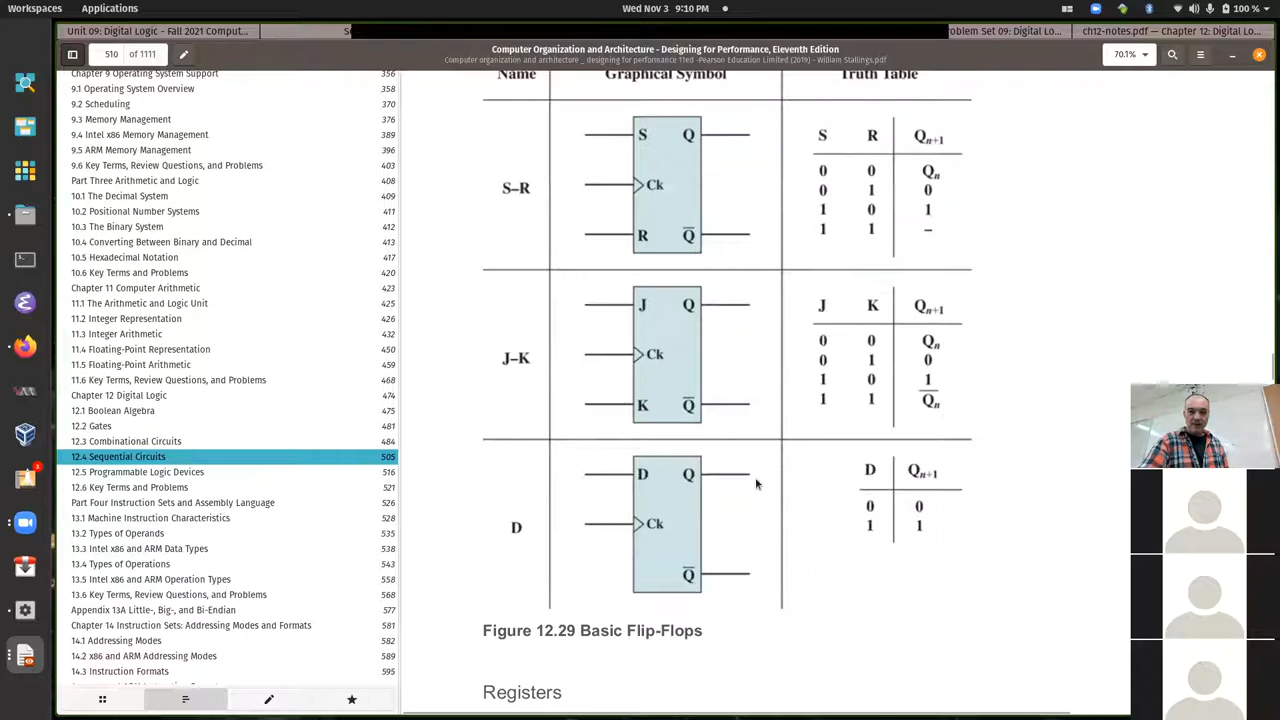 Workspaces Applications Wed Nov 3 9:10 PM 100 %
Unit 09: Digital Logic - Fall 2021 Comput... oblem Set 09: Digital Lo... ch12-notes.pdf — Chapter 12: Digital Lo...
510 of 1111
Computer Organization and Architecture - Designing for Performance, Eleventh Edition
Computer organization and architecture _ designing for performance 11ed -Pearson Education Limited (2019) - William Stallings.pdf
70.1%
Chapter 9 Operating System Support 356
9.1 Operating System Overview 358
9.2 Scheduling 370
9.3 Memory Management 376
9.4 Intel x86 Memory Management 389
9.5 ARM Memory Management 396
9.6 Key Terms, Review Questions, and Problems 403
Part Three Arithmetic and Logic 408
10.1 The Decimal System 409
10.2 Positional Number Systems 411
10.3 The Binary System 412
10.4 Converting Between Binary and Decimal 413
10.5 Hexadecimal Notation 417
10.6 Key Terms and Problems 420
Chapter 11 Computer Arithmetic 423
11.1 The Arithmetic and Logic Unit 425
11.2 Integer Representation 426
11.3 Integer Arithmetic 432
11.4 Floating-Point Representation 450
11.5 Floating-Point Arithmetic 459
11.6 Key Terms, Review Questions, and Problems 468
Chapter 12 Digital Logic 474
12.1 Boolean Algebra 475
12.2 Gates 481
12.3 Combinational Circuits 484
12.4 Sequential Circuits 505
12.5 Programmable Logic Devices 516
12.6 Key Terms and Problems 521
Part Four Instruction Sets and Assembly Language 526
13.1 Machine Instruction Characteristics 528
13.2 Types of Operands 535
13.3 Intel x86 and ARM Data Types 538
13.4 Types of Operations 543
13.5 Intel x86 and ARM Operation Types 558
13.6 Key Terms, Review Questions, and Problems 568
Appendix 13A Little-, Big-, and Bi-Endian 577
Chapter 14 Instruction Sets: Addressing Modes and Formats 581
14.1 Addressing Modes 582
14.2 x86 and ARM Addressing Modes 589
14.3 Instruction Formats 595
Name Graphical Symbol Truth Table
S Q
Ck
R Q̅
S–R
S R Qn+1
0 0 Qn
0 1 0
1 0 1
1 1 –
J Q
Ck
K Q̅
J–K
J K Qn+1
0 0 Qn
0 1 0
1 0 1
1 1 Q̅n
D Q
Ck
Q̅
D
D Qn+1
0 0
1 1
Figure 12.29 Basic Flip-Flops
Registers